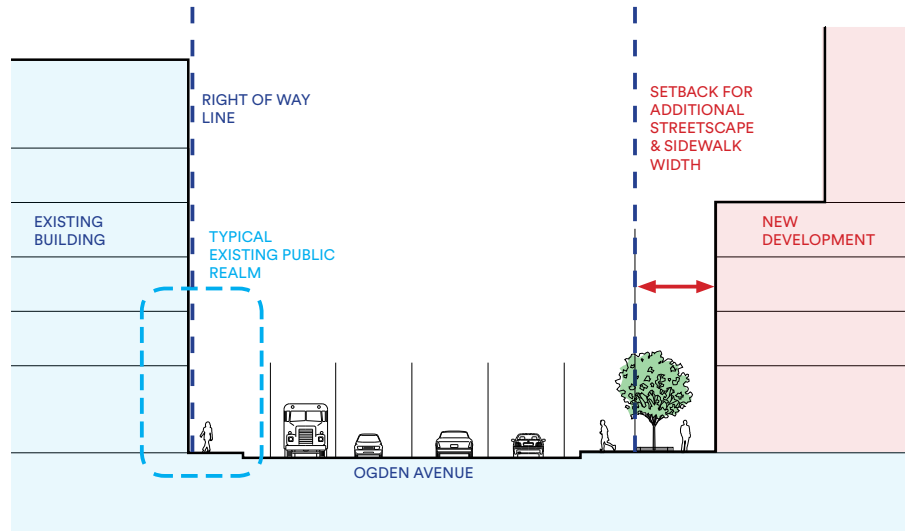 RIGHT OF WAY
LINE
SETBACK FOR
ADDITIONAL
STREETSCAPE
& SIDEWALK
WIDTH
EXISTING
BUILDING
TYPICAL
EXISTING PUBLIC
REALM
NEW
DEVELOPMENT
OGDEN AVENUE